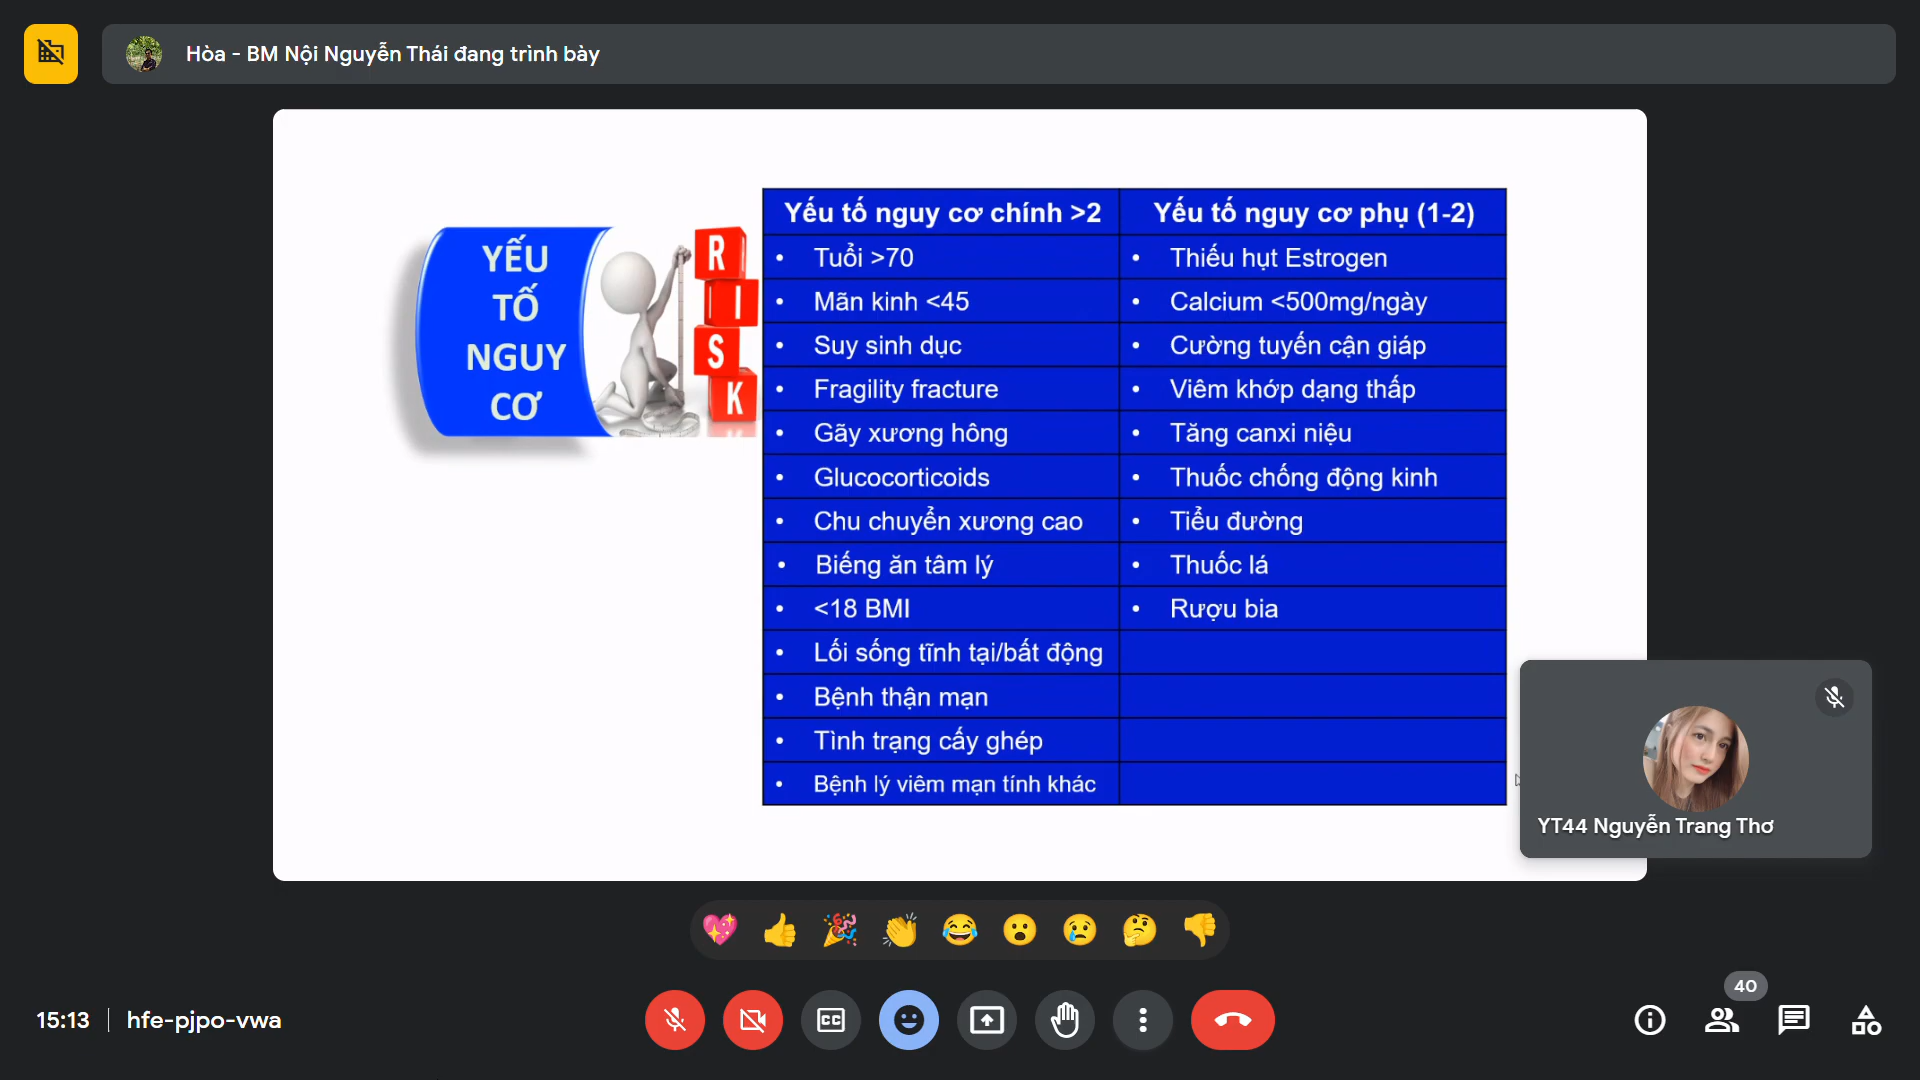 Hòa - BM Nội Nguyễn Thái đang trình bày
YẾU
TỐ
NGUY
CƠ
R
I
S
K
Yếu tố nguy cơ chính >2
Yếu tố nguy cơ phụ (1-2)
• Tuổi >70
• Thiếu hụt Estrogen
• Mãn kinh <45
• Calcium <500mg/ngày
• Suy sinh dục
• Cường tuyến cận giáp
• Fragility fracture
• Viêm khớp dạng thấp
• Gãy xương hông
• Tăng canxi niệu
• Glucocorticoids
• Thuốc chống động kinh
• Chu chuyển xương cao
• Tiểu đường
• Biếng ăn tâm lý
• Thuốc lá
• <18 BMI
• Rượu bia
• Lối sống tĩnh tại/bất động
• Bệnh thận mạn
• Tình trạng cấy ghép
• Bệnh lý viêm mạn tính khác
YT44 Nguyễn Trang Thơ
15:13
hfe-pjpo-vwa
CC
40